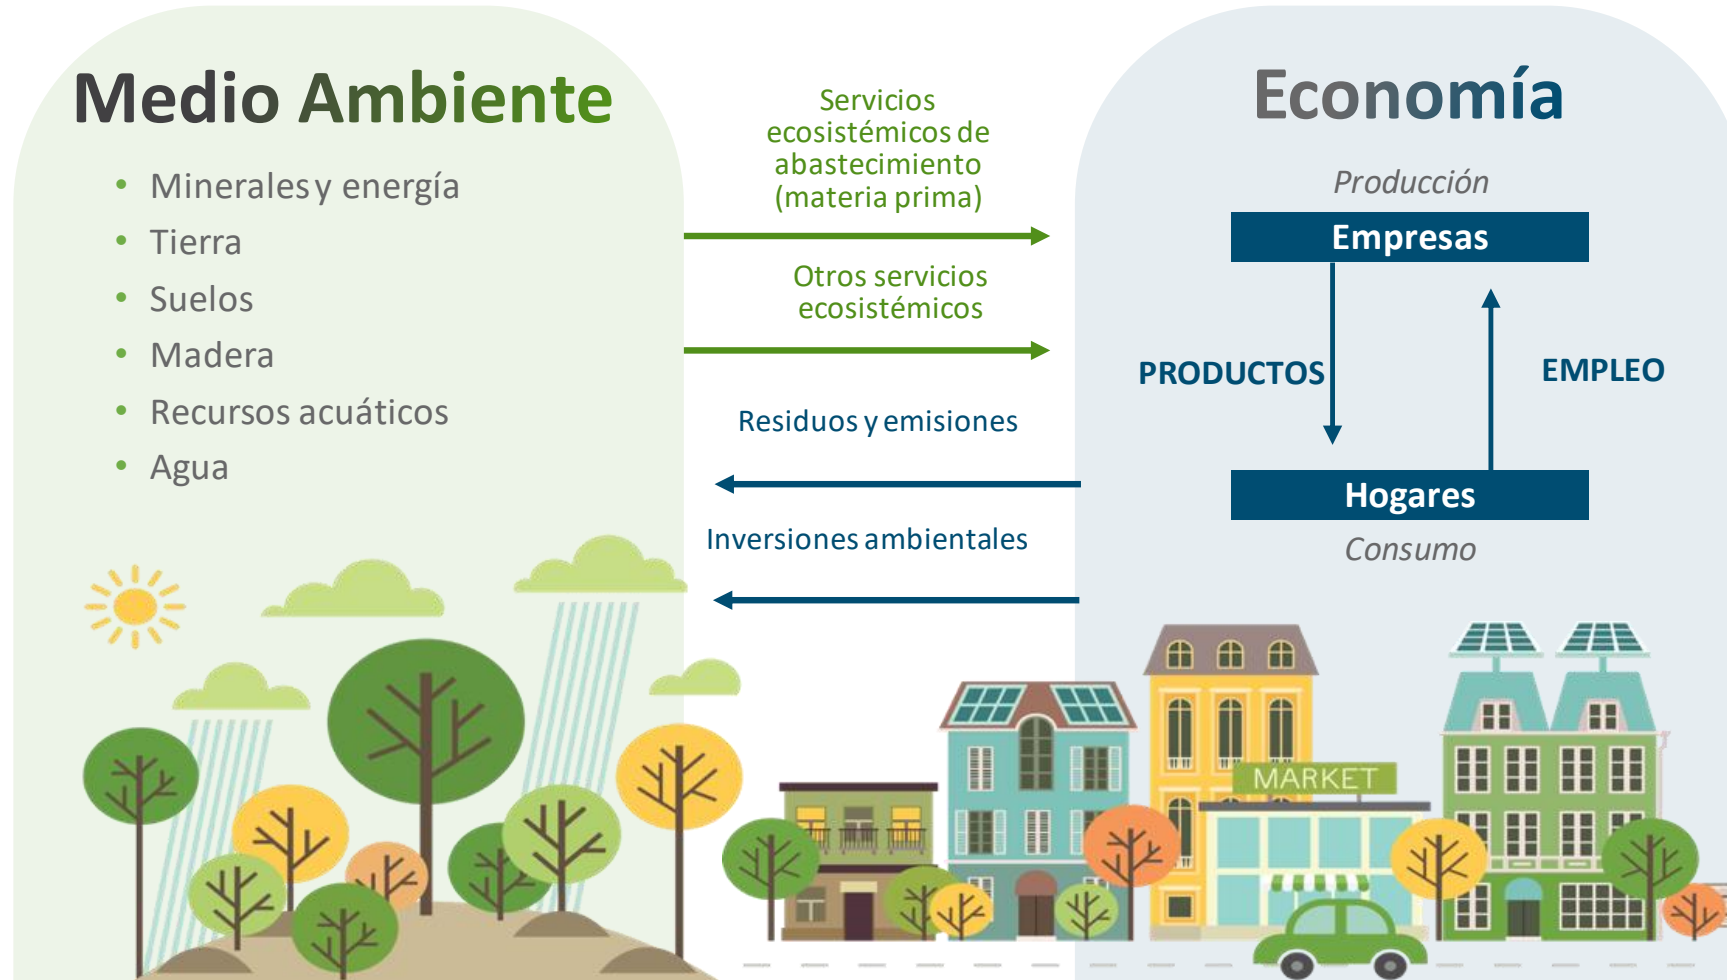 Medio Ambiente
• Minerales y energía
• Tierra
• Suelos
• Madera
• Recursos acuáticos
• Agua
Servicios
ecosistémicos de
abastecimiento
(materia prima)
Otros servicios
ecosistémicos
Residuos y emisiones
Inversiones ambientales
Economía
Producción
Empresas
PRODUCTOS
EMPLEO
Hogares
Consumo
MARKET